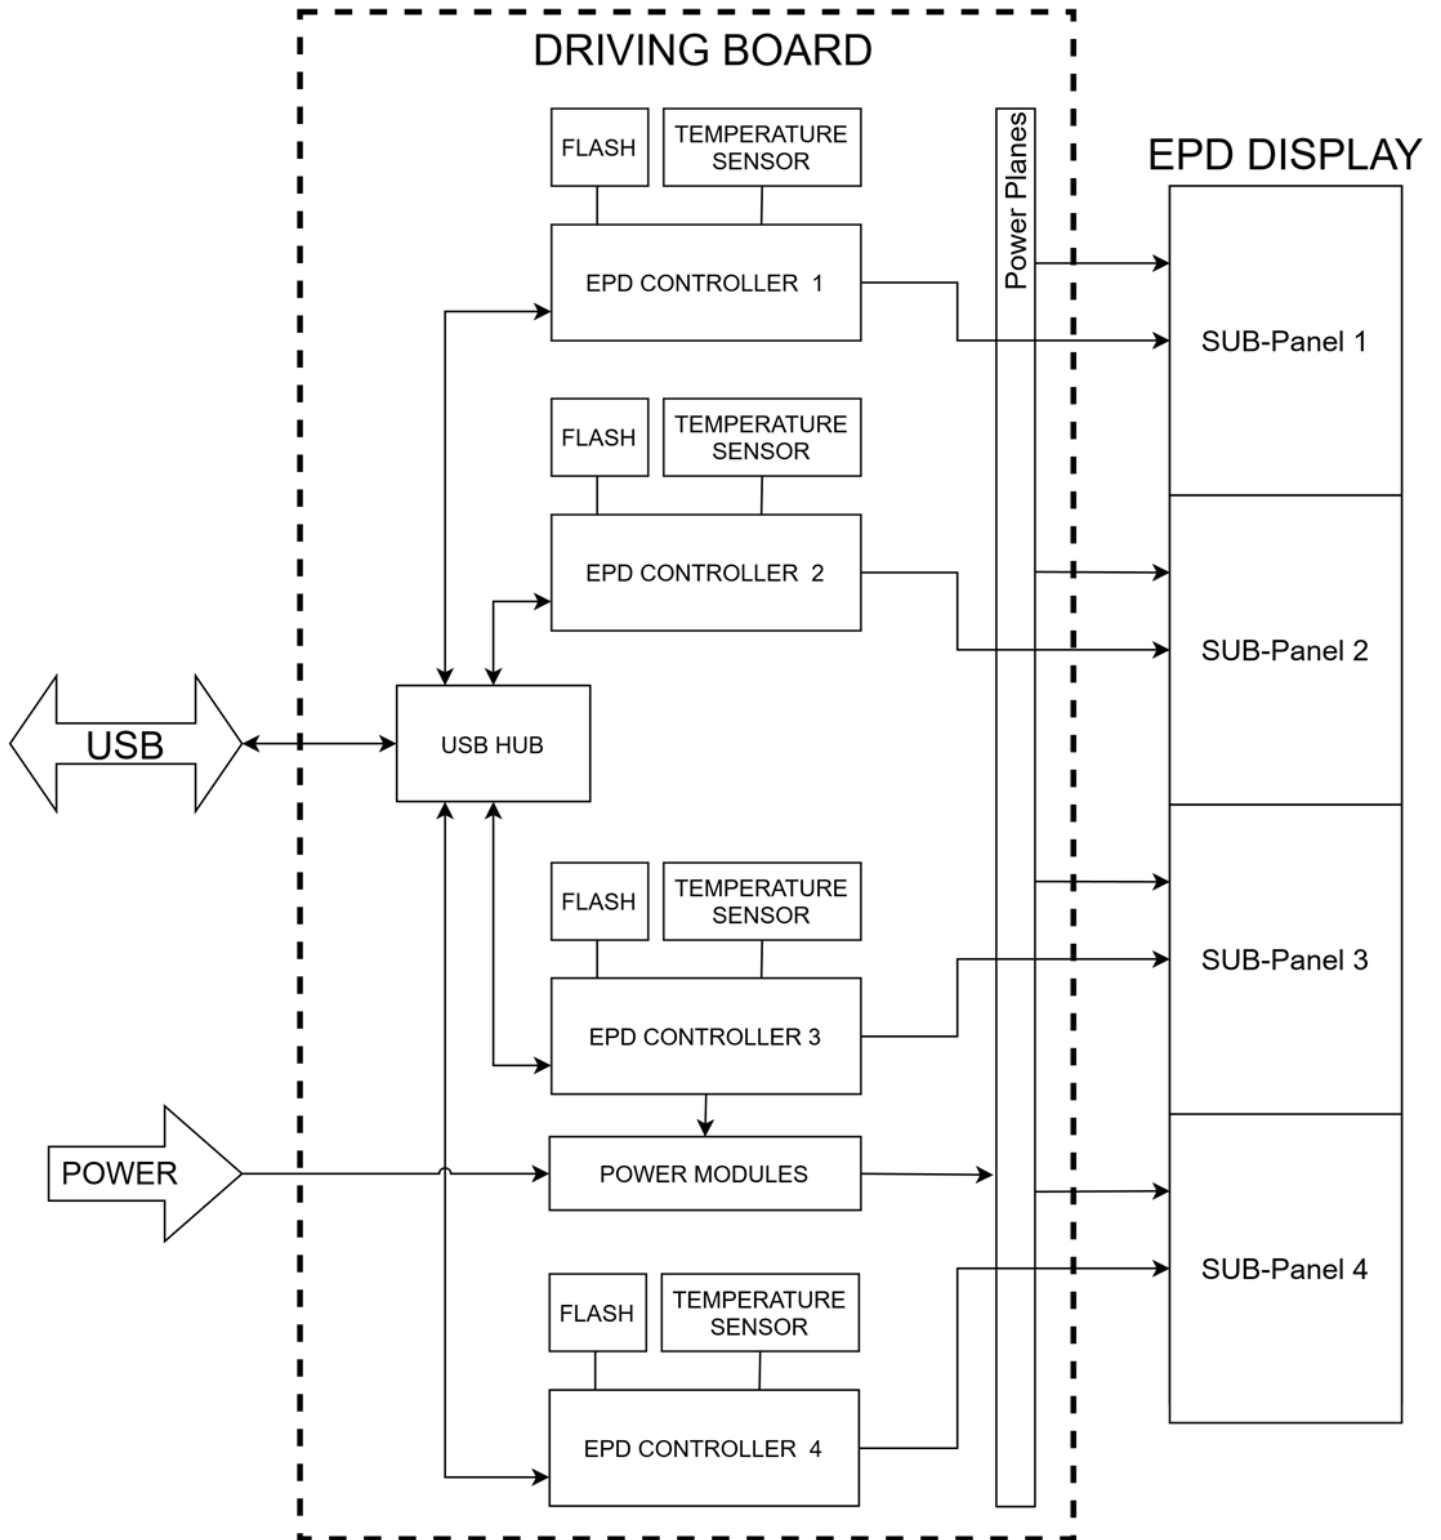 DRIVING BOARD
FLASH
TEMPERATURE
SENSOR
EPD CONTROLLER 1
Power Planes
EPD DISPLAY
SUB-Panel 1
FLASH
TEMPERATURE
SENSOR
EPD CONTROLLER 2
SUB-Panel 2
USB
USB HUB
FLASH
TEMPERATURE
SENSOR
EPD CONTROLLER 3
SUB-Panel 3
POWER
POWER MODULES
FLASH
TEMPERATURE
SENSOR
EPD CONTROLLER 4
SUB-Panel 4